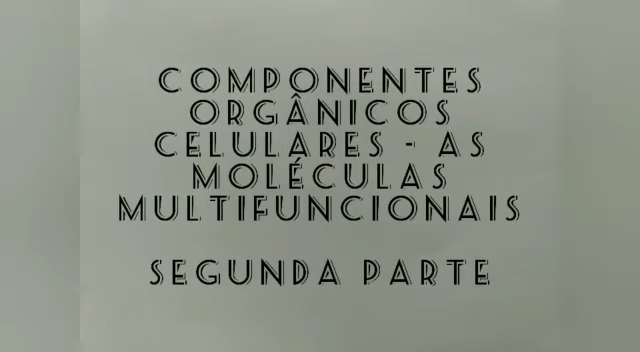 COMPONENTES
ORGÂNICOS
CELULARES - AS
MOLÉCULAS
MULTIFUNCIONAIS
SEGUNDA PARTE